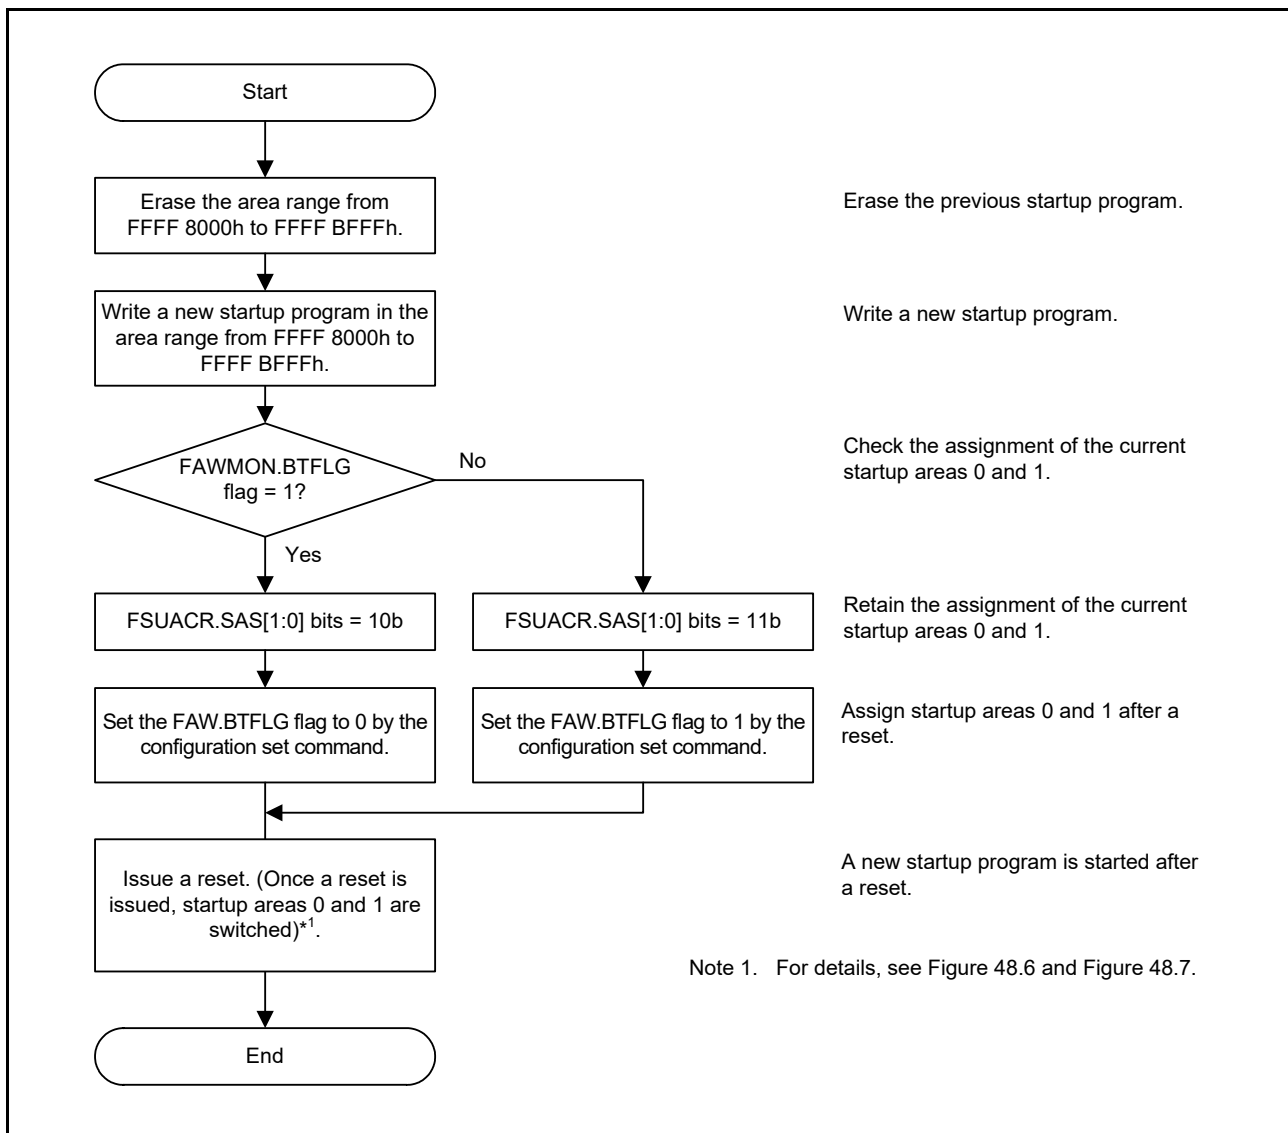 Start
Erase the area range from
FFFF 8000h to FFFF BFFFh.
Erase the previous startup program.
Write a new startup program in the
area range from FFFF 8000h to
FFFF BFFFh.
Write a new startup program.
FAWMON.BTFLG
flag = 1?
No
Yes
Check the assignment of the current
startup areas 0 and 1.
FSUACR.SAS[1:0] bits = 10b
FSUACR.SAS[1:0] bits = 11b
Retain the assignment of the current
startup areas 0 and 1.
Set the FAW.BTFLG flag to 0 by the
configuration set command.
Set the FAW.BTFLG flag to 1 by the
configuration set command.
Assign startup areas 0 and 1 after a
reset.
Issue a reset. (Once a reset is
issued, startup areas 0 and 1 are
switched)*1.
A new startup program is started after
a reset.
Note 1. For details, see Figure 48.6 and Figure 48.7.
End